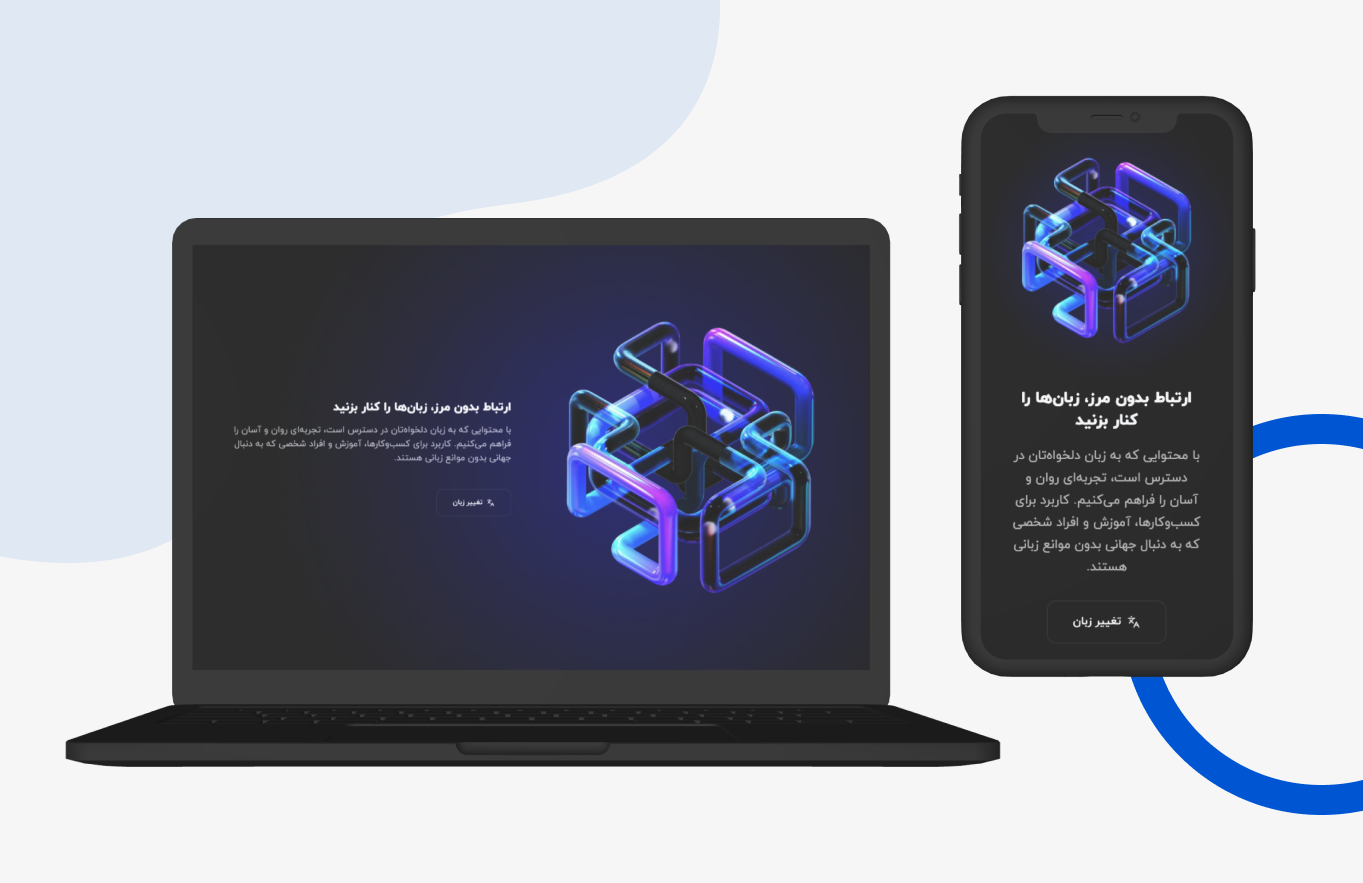 ارتباط بدون مرز، زبان‌ها را کنار بزنید
با محتوایی که به زبان دلخواه‌تان در دسترس است، تجربه‌ای روان و آسان را
فراهم می‌کنیم. کاربرد برای کسب‌وکارها، آموزش و افراد شخصی که به دنبال
جهانی بدون موانع زبانی هستند.
تغییر زبان
ارتباط بدون مرز، زبان‌ها را
کنار بزنید
با محتوایی که به زبان دلخواه‌تان در
دسترس است، تجربه‌ای روان و
آسان را فراهم می‌کنیم. کاربرد برای
کسب‌وکارها، آموزش و افراد شخصی
که به دنبال جهانی بدون موانع زبانی
هستند.
تغییر زبان